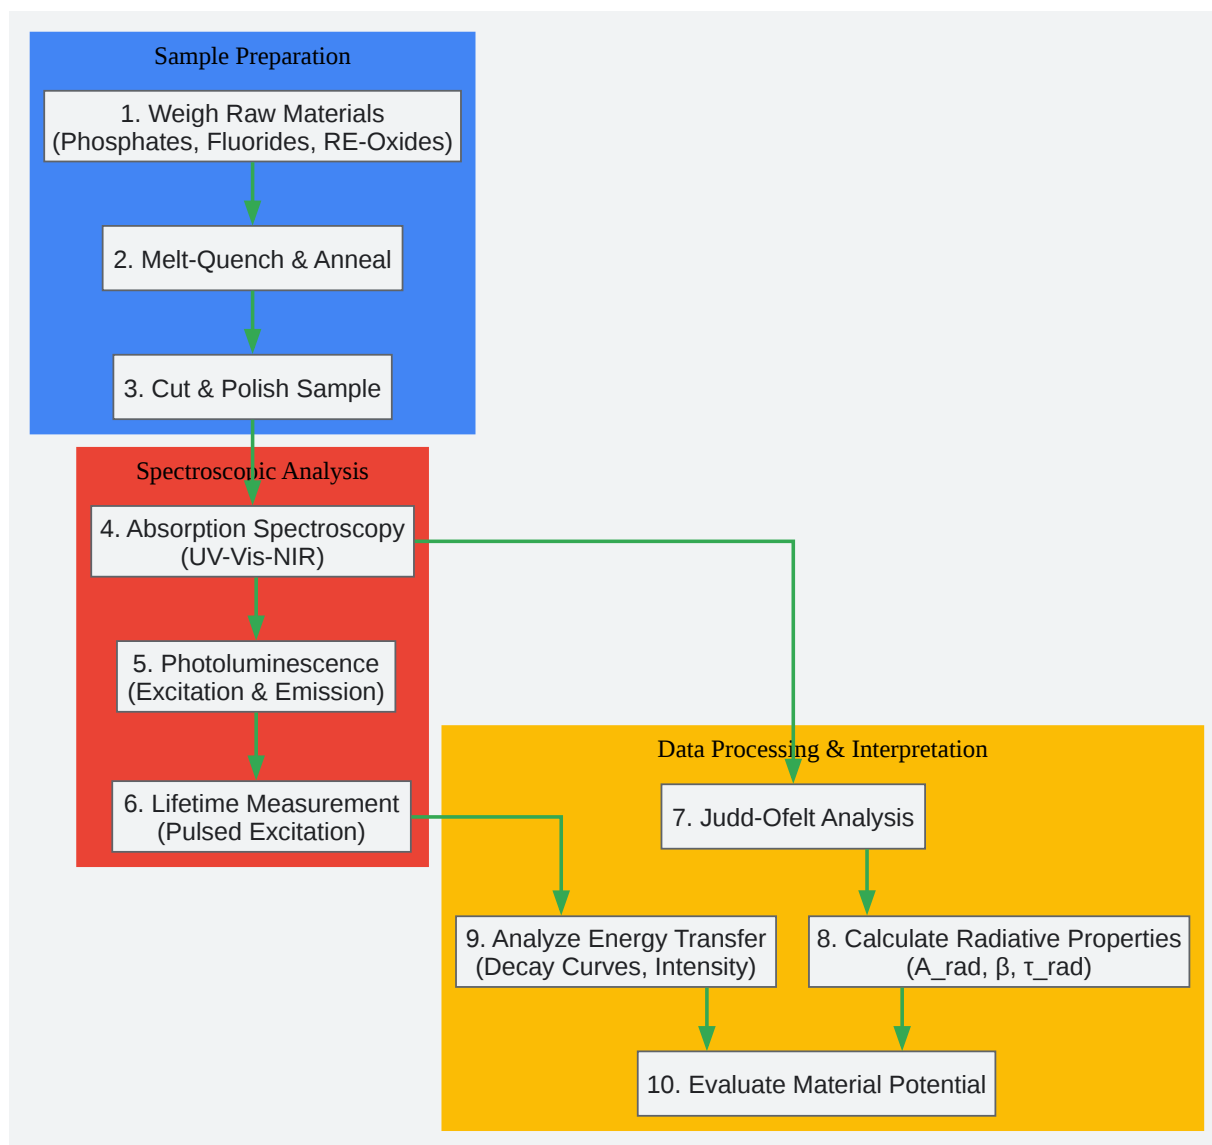 Sample Preparation
1. Weigh Raw Materials
(Phosphates, Fluorides, RE-Oxides)
2. Melt-Quench & Anneal
3. Cut & Polish Sample
Spectroscopic Analysis
4. Absorption Spectroscopy
(UV-Vis-NIR)
5. Photoluminescence
(Excitation & Emission)
6. Lifetime Measurement
(Pulsed Excitation)
Data Processing & Interpretation
7. Judd-Ofelt Analysis
8. Calculate Radiative Properties
(A_rad, β, τ_rad)
9. Analyze Energy Transfer
(Decay Curves, Intensity)
10. Evaluate Material Potential